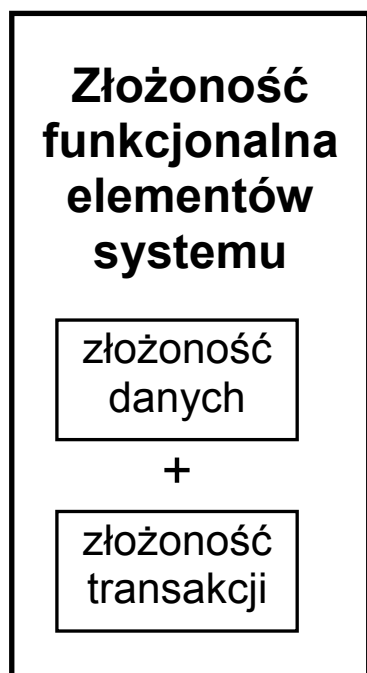 Złożoność
funkcjonalna
elementów
systemu
złożoność
danych
+
złożoność
transakcji